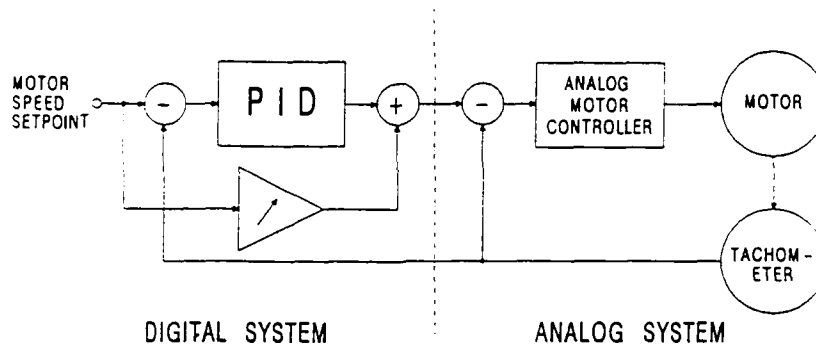 MOTOR
SPEED
SETPOINT
-
PID
+
-
ANALOG
MOTOR
CONTROLLER
MOTOR
TACHOM-
ETER
DIGITAL SYSTEM
ANALOG SYSTEM